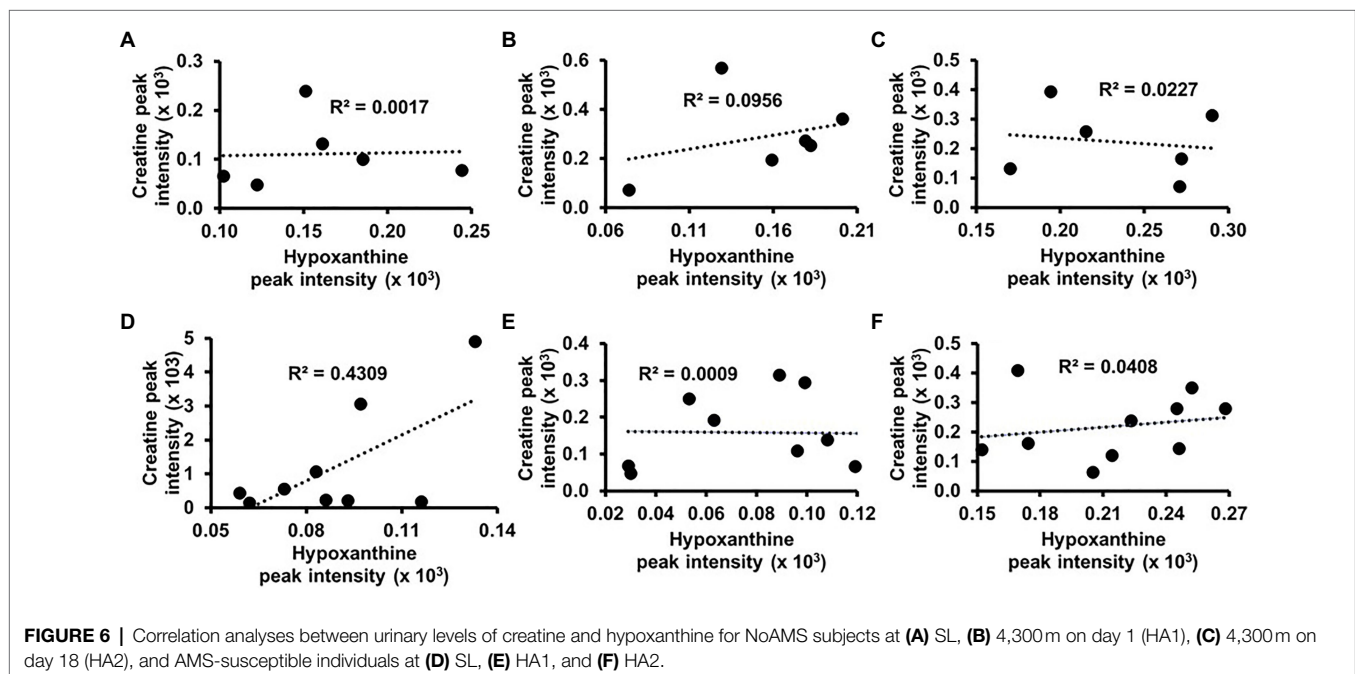 A
Creatine peak
intensity (x 10³)
0.3
0.2
0.1
0.0
R² = 0.0017
0.10 0.15 0.20 0.25
Hypoxanthine
peak intensity (x 10³)
B
Creatine peak
intensity (x 10³)
0.6
0.4
0.2
0.0
R² = 0.0956
0.06 0.11 0.16 0.21
Hypoxanthine
peak intensity (x 10³)
C
Creatine peak
intensity (x 10³)
0.5
0.4
0.3
0.2
0.1
0.0
R² = 0.0227
0.15 0.20 0.25 0.30
Hypoxanthine
peak intensity (x 10³)
D
Creatine peak
intensity (x 103)
5
4
3
2
1
0
R² = 0.4309
0.05 0.08 0.11 0.14
Hypoxanthine
peak intensity (x 10³)
E
Creatine peak
intensity (x 10³)
0.4
0.3
0.2
0.1
0.0
R² = 0.0009
0.02 0.04 0.06 0.08 0.10 0.12
Hypoxanthine
peak intensity (x 10³)
F
Creatine peak
intensity (x 10³)
0.5
0.4
0.3
0.2
0.1
0.0
R² = 0.0408
0.15 0.18 0.21 0.24 0.27
Hypoxanthine
peak intensity (x 10³)
FIGURE 6 | Correlation analyses between urinary levels of creatine and hypoxanthine for NoAMS subjects at (A) SL, (B) 4,300 m on day 1 (HA1), (C) 4,300 m on
day 18 (HA2), and AMS-susceptible individuals at (D) SL, (E) HA1, and (F) HA2.